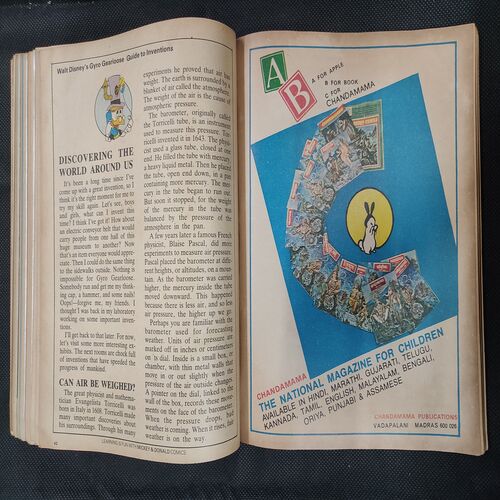 Walt Disney's Gyro Gearloose Guide to Inventions
DISCOVERING THE
WORLD AROUND US
It's been a long time since I've
come up with a great invention, so I
think it's the right moment for me to
try my skill again. Let's see, boys
and girls, what can I invent this
time? I think I've got it! How about
an electric conveyor belt that would
carry people from one hall of this
huge museum to another? Now
that's an item everyone would appre-
ciate. Then I could do the same thing
to the sidewalks outside. Nothing is
impossible for Gyro Gearloose.
Somebody run and get me my think-
ing cap, a hammer, and some nails!
Oops!—forgive me, my friends. I
thought I was back in my laboratory
working on some important inven-
tions.
I'll get back to that later. For now,
let's visit some more interesting ex-
hibits. The next rooms are chock full
of inventions that have speeded the
progress of mankind.
CAN AIR BE WEIGHED?
The great physicist and mathe-
matician Evangelista Torricelli was
born in Italy in 1608. Torricelli made
many important discoveries about
his surroundings. Through his many
experiments he proved that air has
weight. The earth is surrounded by a
blanket of air called the atmosphere.
The weight of the air is the cause of
atmospheric pressure.
The barometer, originally called
the Torricelli tube, is an instrument
used to measure this pressure. Tor-
ricelli invented it in 1643. The physi-
cist used a glass tube, closed at one
end. He filled the tube with mercury,
a heavy liquid metal. Then he placed
the tube, open end down, in a pan
containing more mercury. The mer-
cury in the tube began to run out.
But soon it stopped, for the weight
of the mercury in the tube was
balanced by the pressure of the
atmosphere in the pan.
A few years later a famous French
physicist, Blaise Pascal, did more
experiments to measure air pressure.
Pascal placed the barometer at differ-
ent heights, or altitudes, on a moun-
tain. As the barometer was carried
higher, the mercury inside the tube
moved downward. This happened
because there is less air, and so less
air pressure, the higher up we go.
Perhaps you are familiar with the
barometer used for forecasting
weather. Units of air pressure are
marked off in inches or centimeters
on its dial. Inside is a small box, or
chamber, with thin metal walls that
move in or out slightly when the
pressure of the air outside changes.
A pointer on the dial, linked to the
wall of the box, records these move-
ments on the face of the barometer.
When the pressure drops, bad
weather is coming. When it rises, fair
weather is on the way.
LEARNING IS FUN WITH MICKEY & DONALD COMICS
A
A FOR APPLE
B
B FOR BOOK
C FOR
CHANDAMAMA
CHANDAMAMA
THE NATIONAL MAGAZINE FOR CHILDREN
AVAILABLE IN HINDI, MARATHI, GUJARATI, TELUGU,
KANNADA, TAMIL, ENGLISH, MALAYALAM, BENGALI,
ORIYA, PUNJABI & ASSAMESE
CHANDAMAMA PUBLICATIONS
VADAPALANI MADRAS 600 026